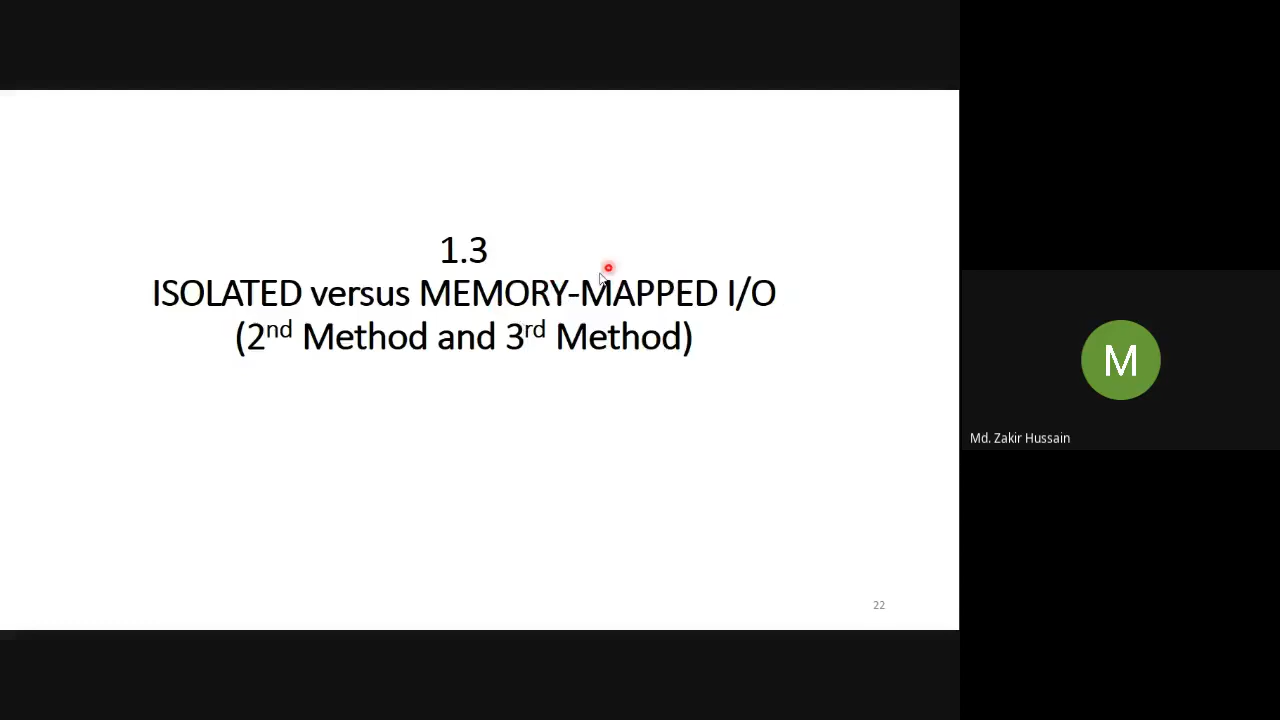 1.3
ISOLATED versus MEMORY-MAPPED I/O
(2nd Method and 3rd Method)
22
M
Md. Zakir Hussain